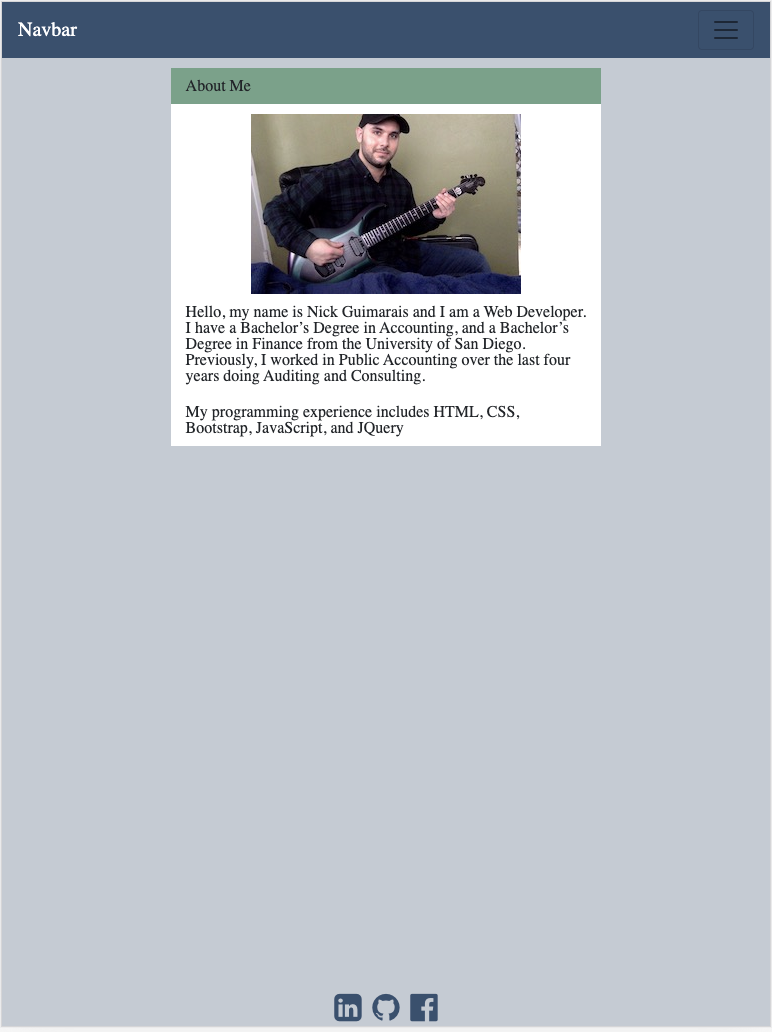 Navbar
About Me
Hello, my name is Nick Guimarais and I am a Web Developer.
I have a Bachelor’s Degree in Accounting, and a Bachelor’s
Degree in Finance from the University of San Diego.
Previously, I worked in Public Accounting over the last four
years doing Auditing and Consulting.
My programming experience includes HTML, CSS,
Bootstrap, JavaScript, and JQuery